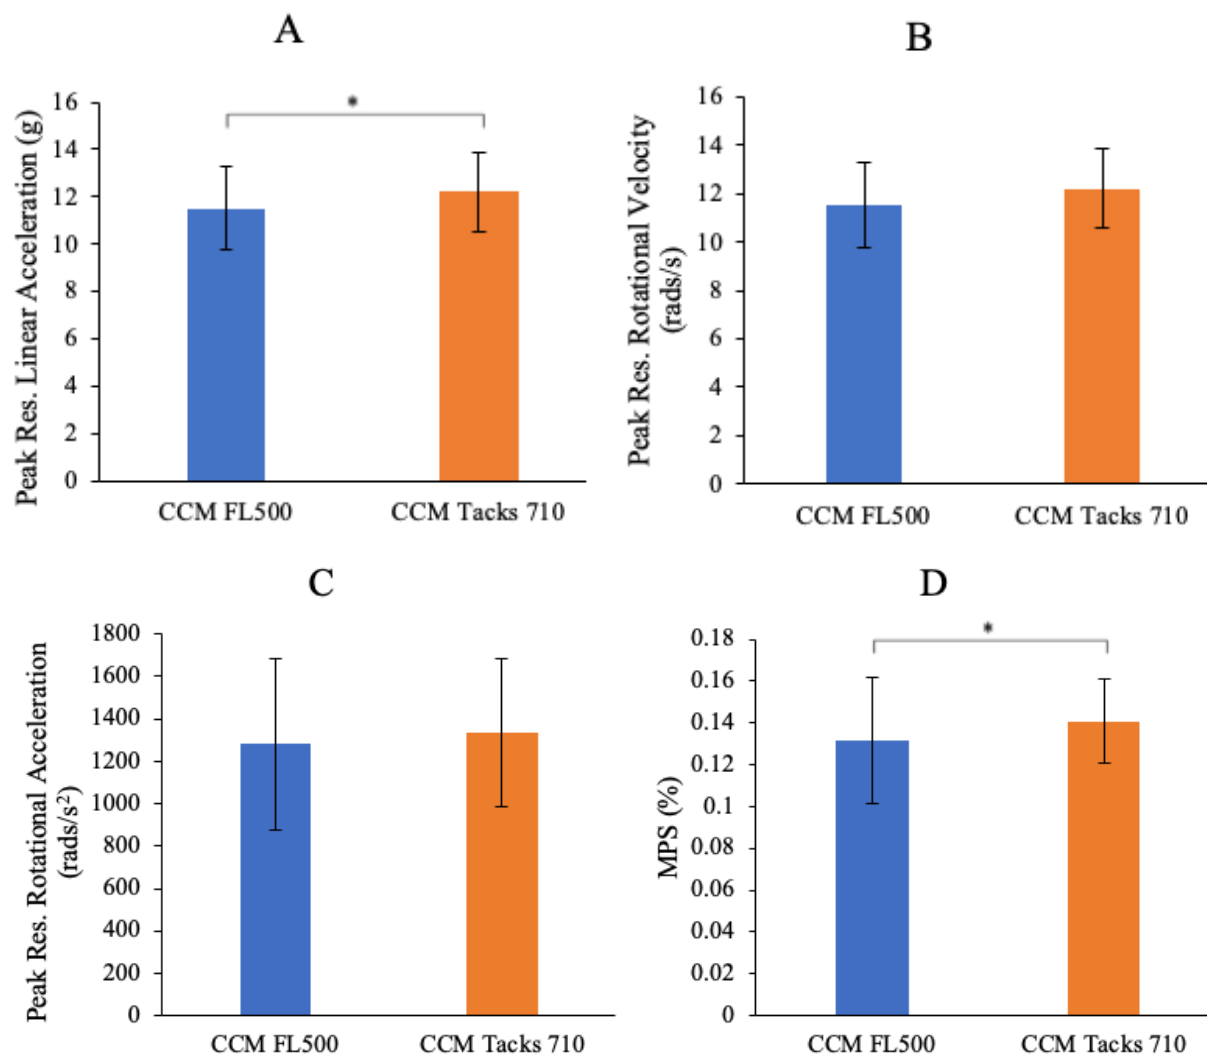 A
Peak Res. Linear Acceleration (g)
16
14
12
10
8
6
4
2
0
*
CCM FL500
CCM Tacks 710
B
Peak Res. Rotational Velocity
(rads/s)
16
14
12
10
8
6
4
2
0
CCM FL500
CCM Tacks 710
C
Peak Res. Rotational Acceleration
(rads/s²)
1800
1600
1400
1200
1000
800
600
400
200
0
CCM FL500
CCM Tacks 710
D
MPS (%)
0.18
0.16
0.14
0.12
0.1
0.08
0.06
0.04
0.02
0
*
CCM FL500
CCM Tacks 710